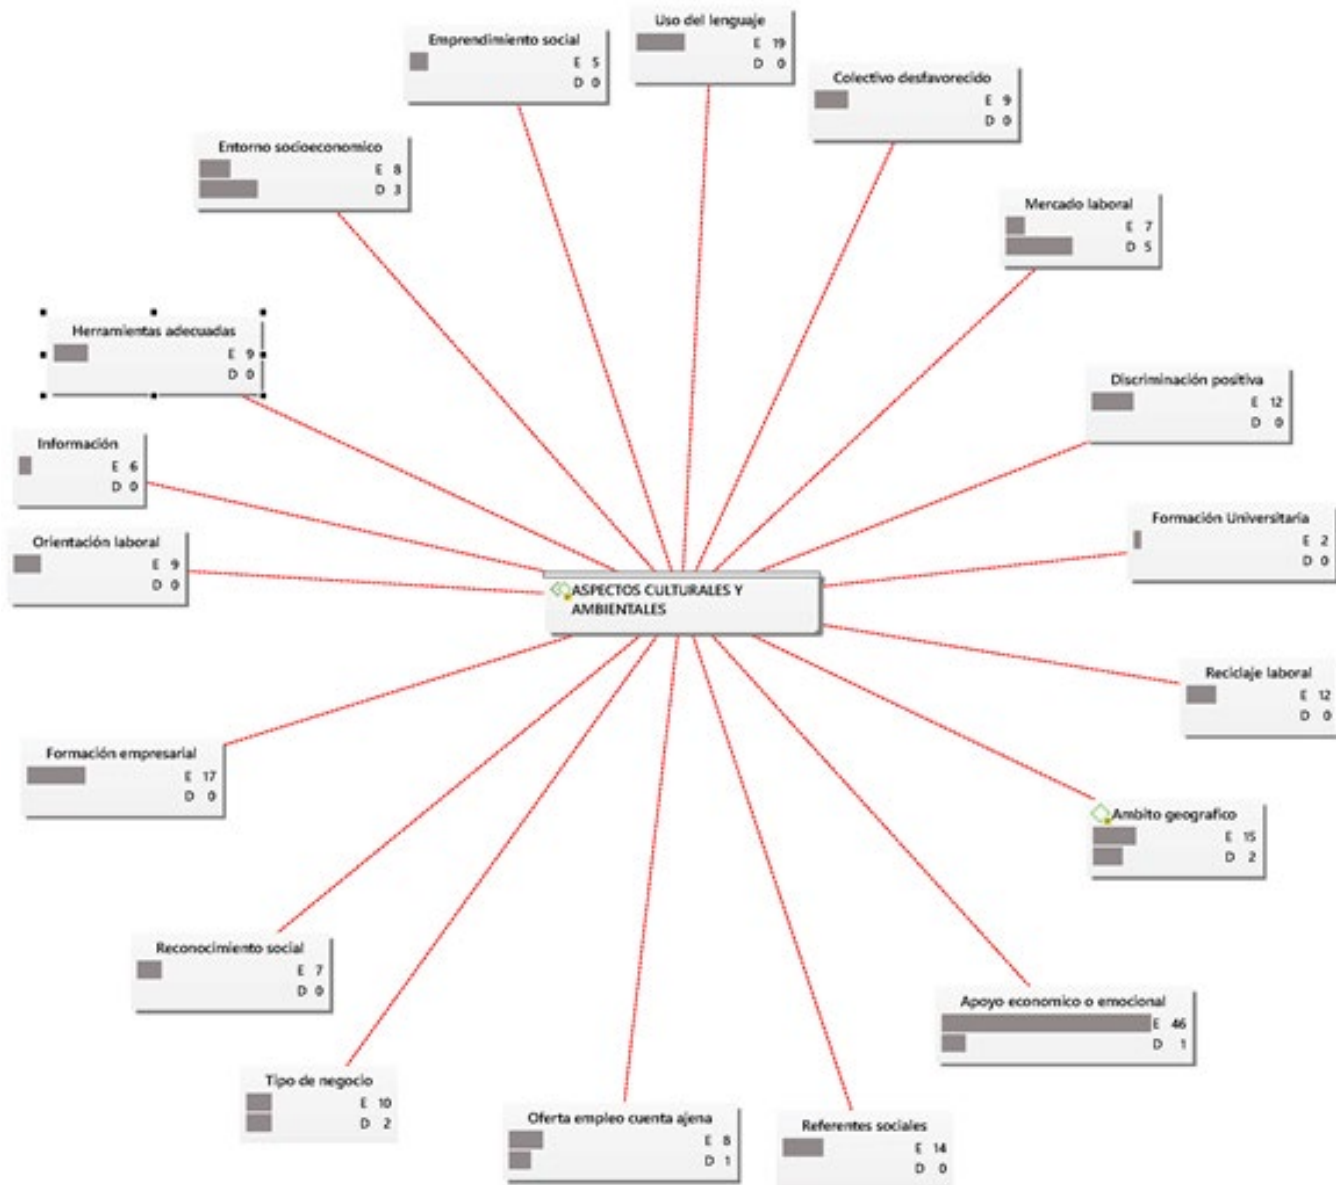 Uso del lenguaje
E 19
D 0
Emprendimiento social
E 5
D 0
Colectivo desfavorecido
E 9
D 0
Entorno socioeconomico
E 8
D 3
Mercado laboral
E 7
D 5
Herramientas adecuadas
E 9
D 0
Discriminación positiva
E 12
D 0
Información
E 6
D 0
Formación Universitaria
E 2
D 0
Orientación laboral
E 9
D 0
ASPECTOS CULTURALES Y
AMBIENTALES
Reciclaje laboral
E 12
D 0
Formación empresarial
E 17
D 0
Ambito geografico
E 15
D 2
Reconocimiento social
E 7
D 0
Apoyo economico o emocional
E 46
D 1
Tipo de negocio
E 10
D 2
Oferta empleo cuenta ajena
E 8
D 1
Referentes sociales
E 14
D 0